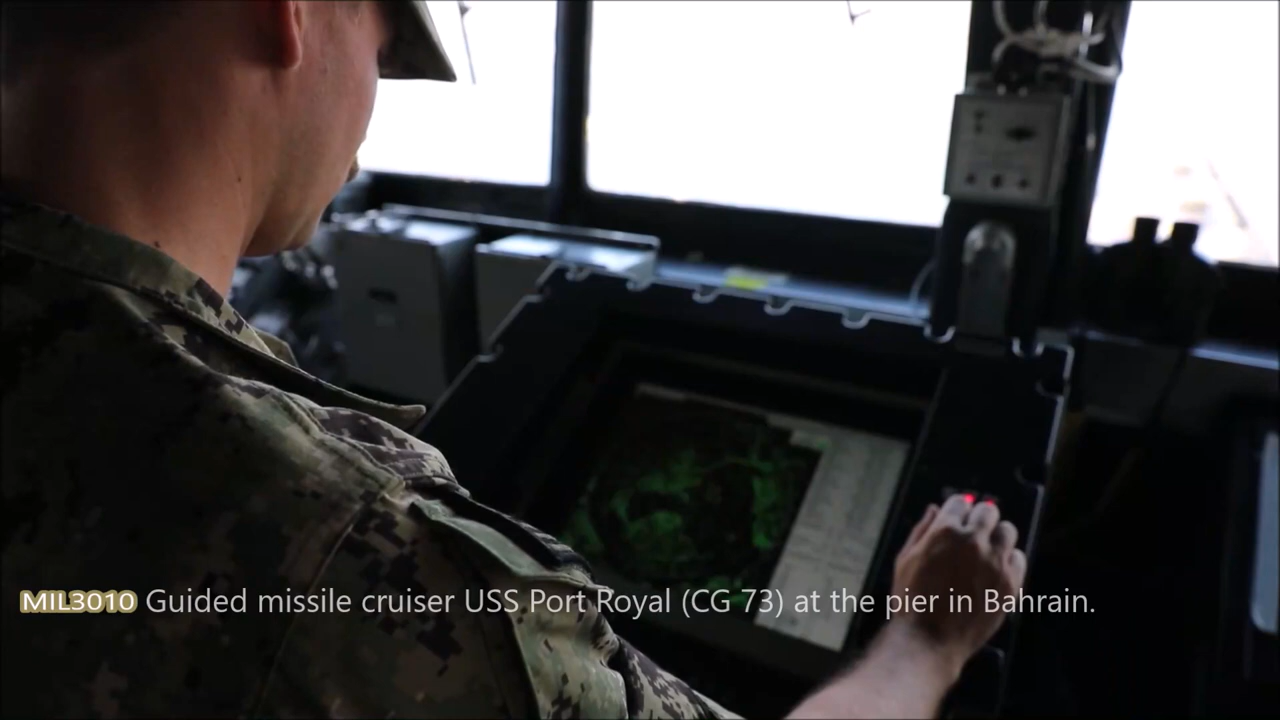 MIL3010 Guided missile cruiser USS Port Royal (CG 73) at the pier in Bahrain.